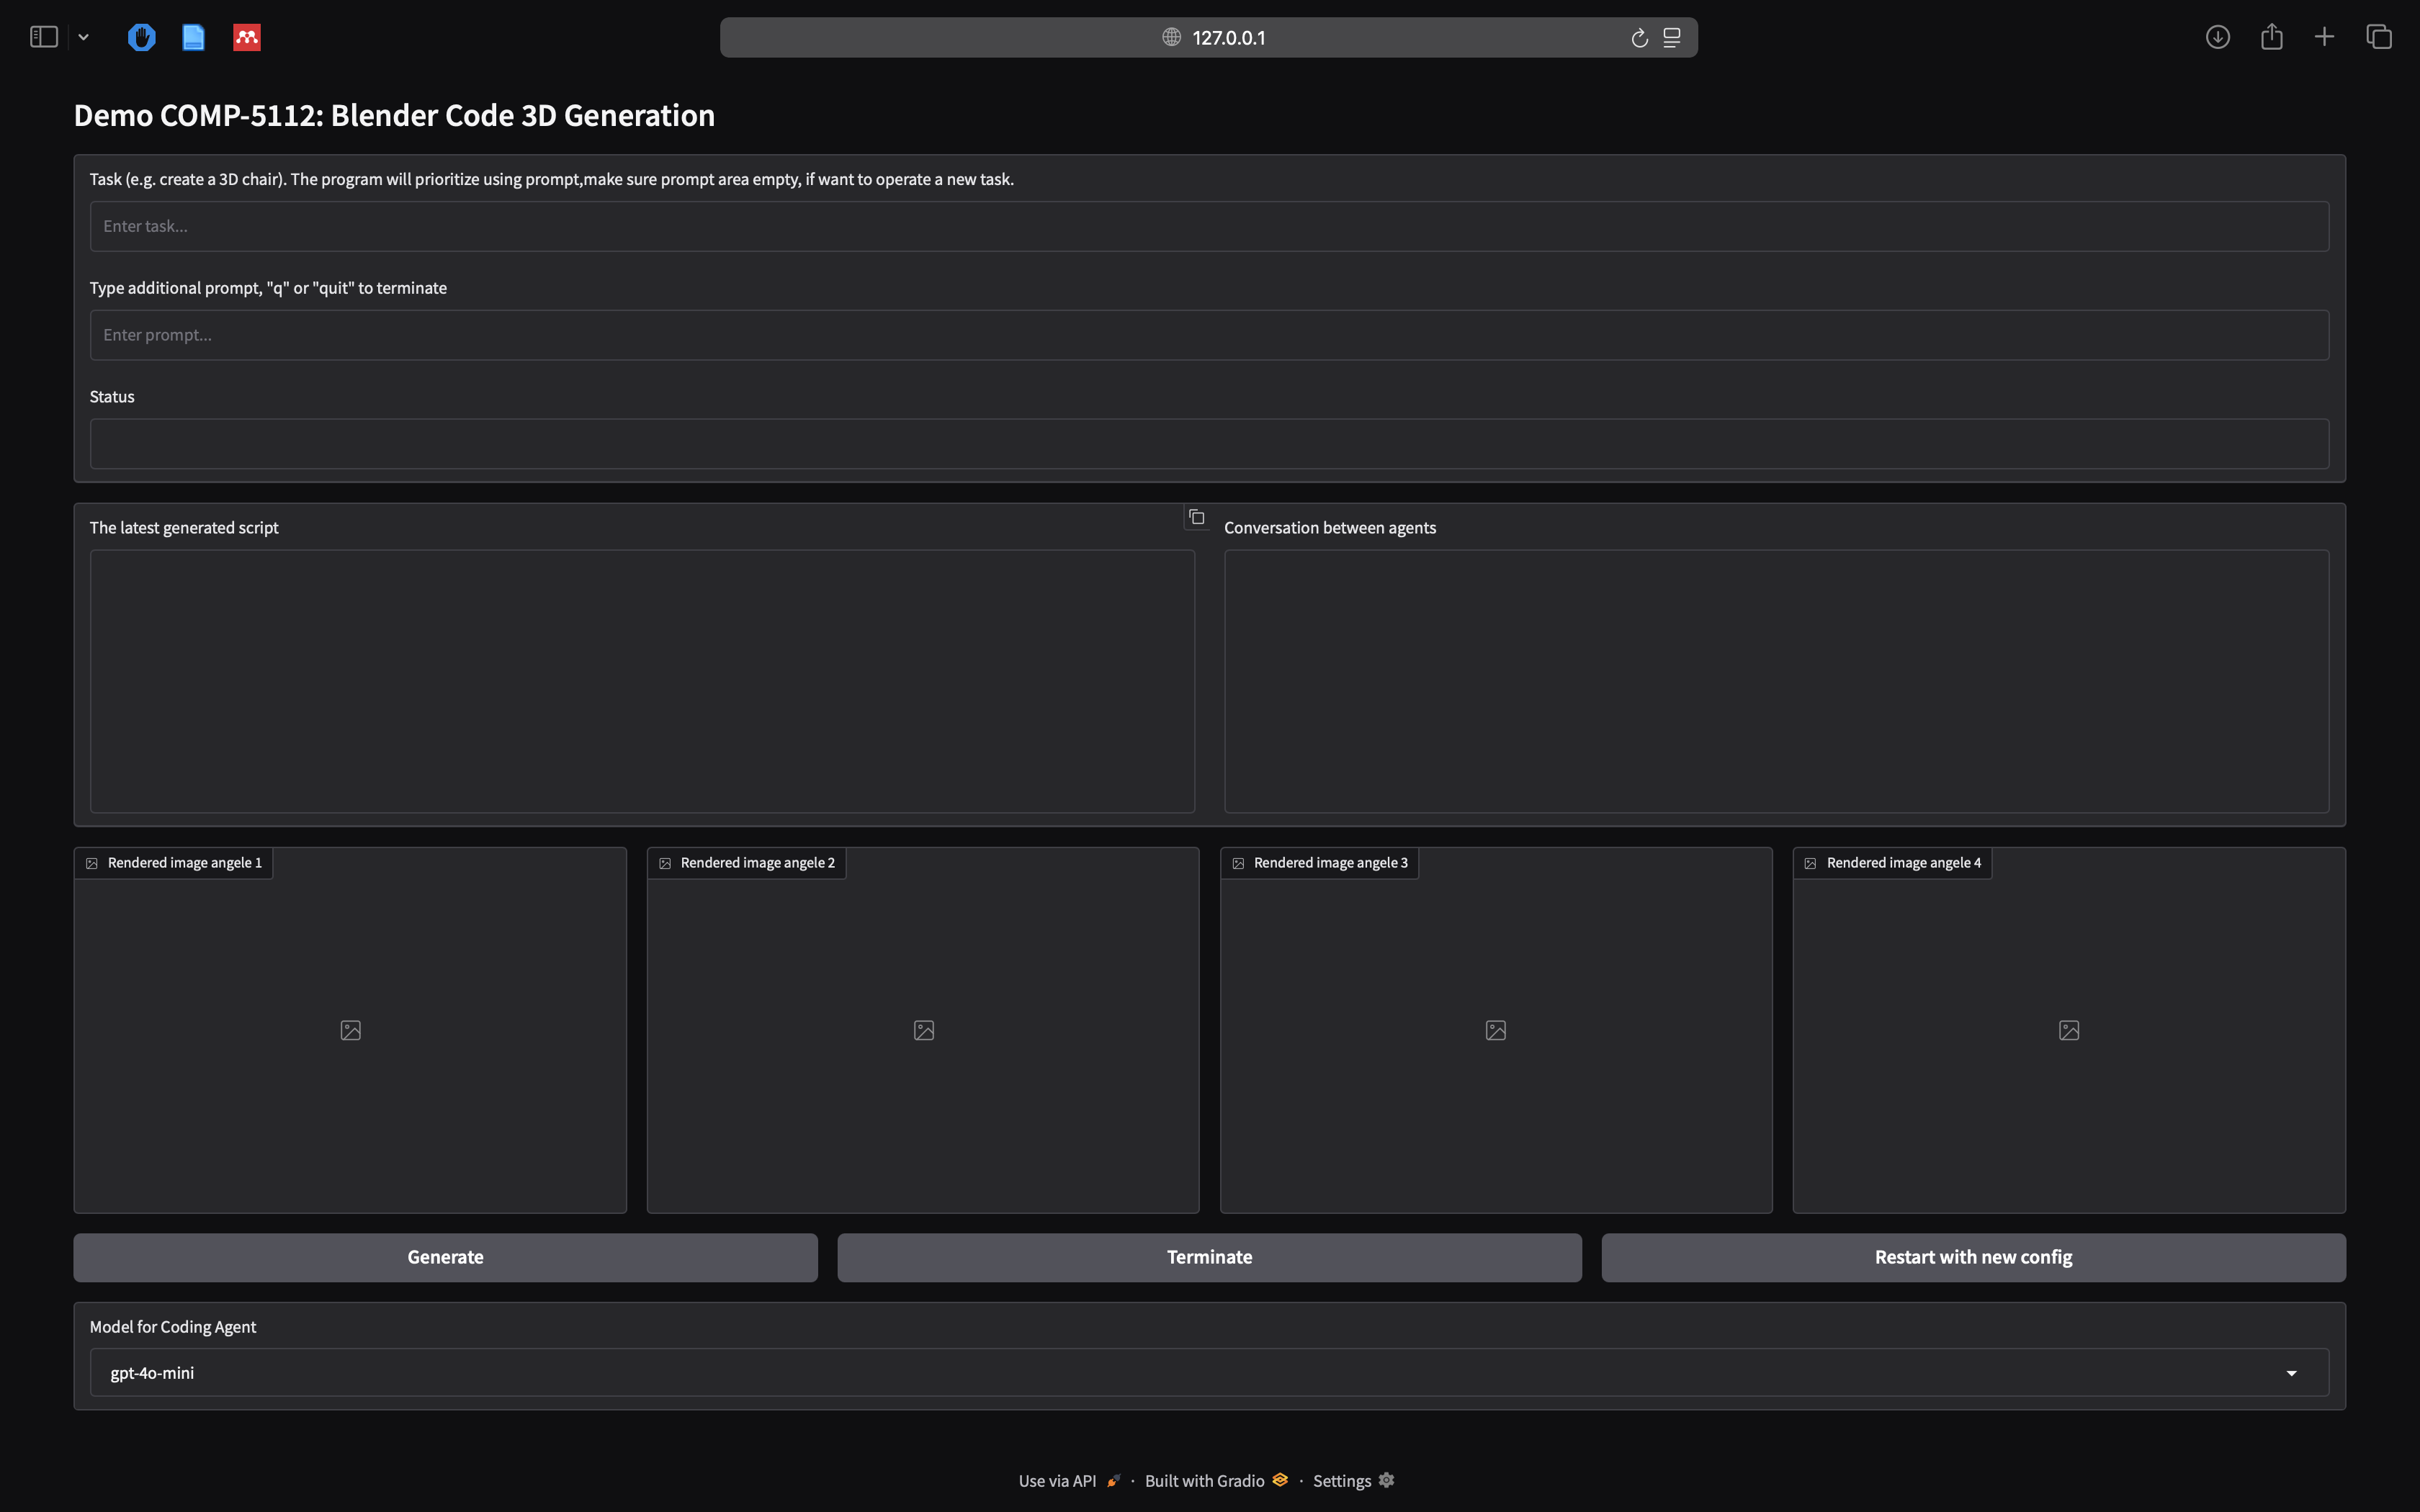 127.0.0.1
Demo COMP-5112: Blender Code 3D Generation
Task (e.g. create a 3D chair). The program will prioritize using prompt,make sure prompt area empty, if want to operate a new task.
Enter task...
Type additional prompt, "q" or "quit" to terminate
Enter prompt...
Status
The latest generated script
Conversation between agents
Rendered image angele 1
Rendered image angele 2
Rendered image angele 3
Rendered image angele 4
Generate
Terminate
Restart with new config
Model for Coding Agent
gpt-4o-mini
Use via API · Built with Gradio · Settings